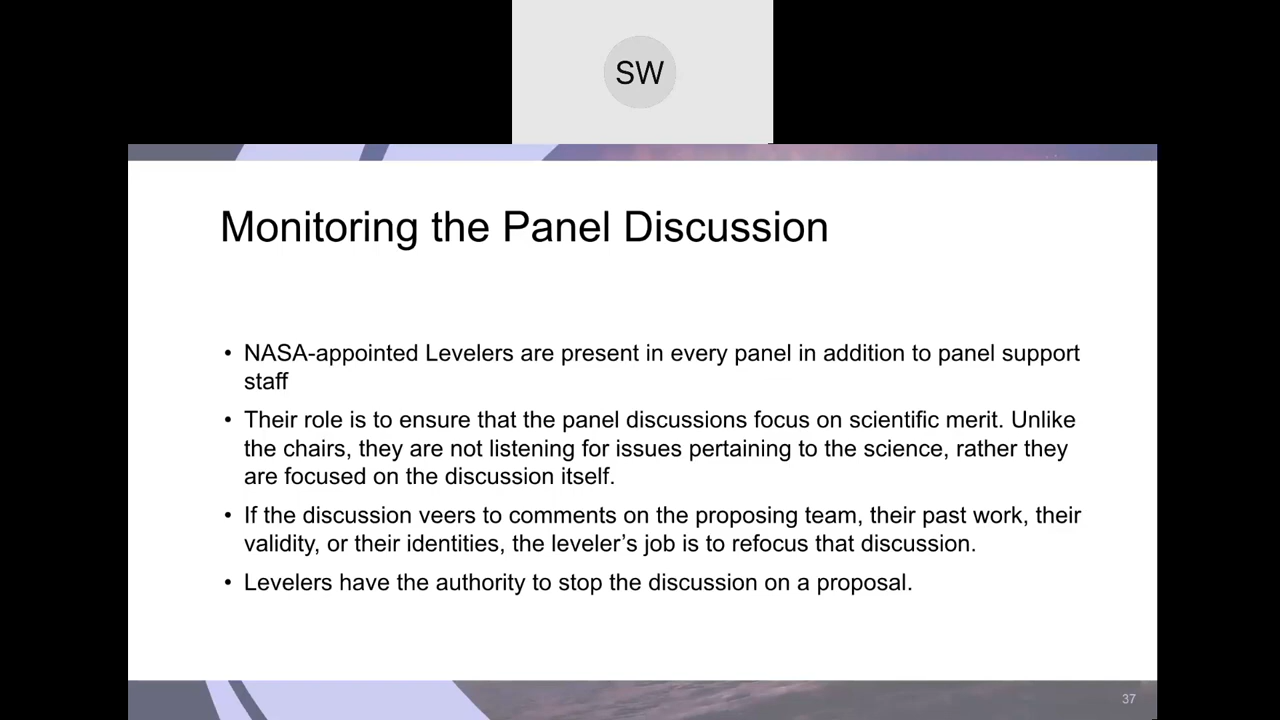 SW
Monitoring the Panel Discussion
• NASA-appointed Levelers are present in every panel in addition to panel support
staff
• Their role is to ensure that the panel discussions focus on scientific merit. Unlike
the chairs, they are not listening for issues pertaining to the science, rather they
are focused on the discussion itself.
• If the discussion veers to comments on the proposing team, their past work, their
validity, or their identities, the leveler’s job is to refocus that discussion.
• Levelers have the authority to stop the discussion on a proposal.
37